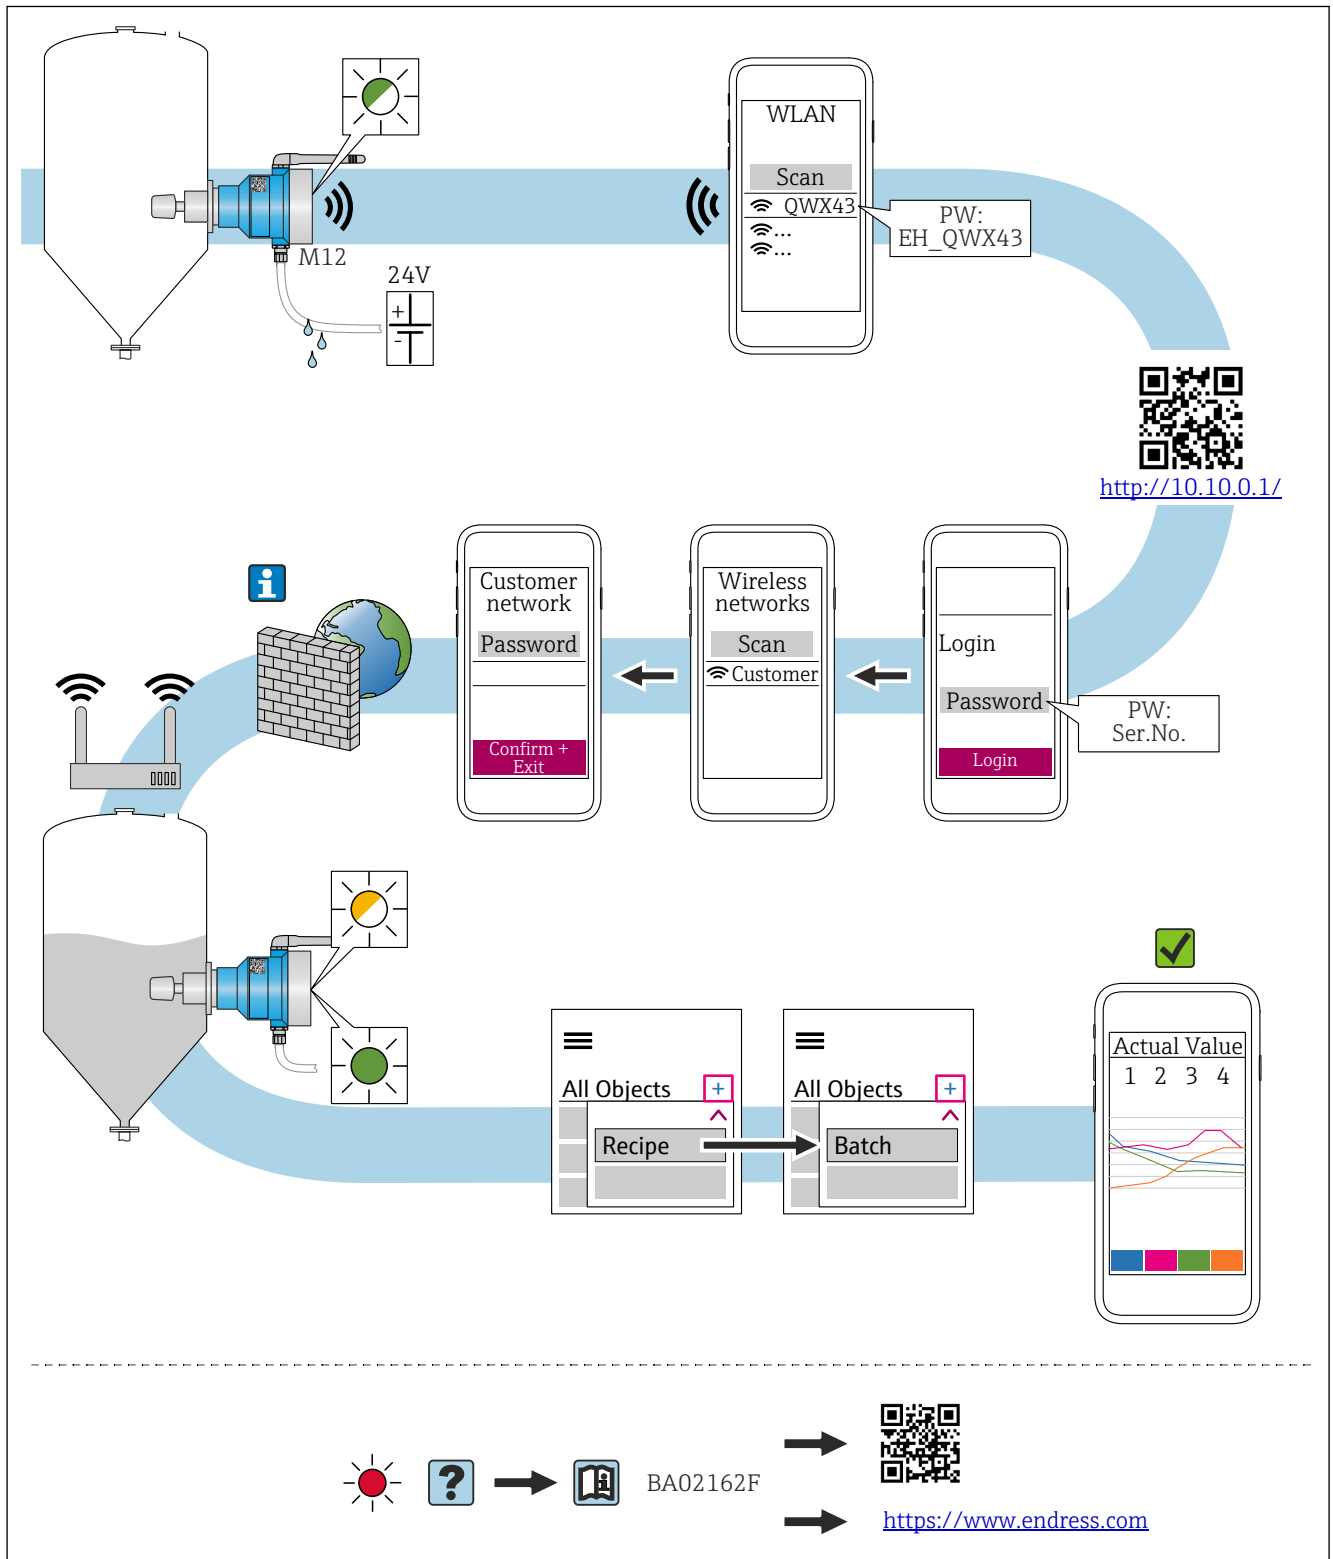 WLAN
Scan
QWX43
...
...
PW:
EH_QWX43
M12
24V
+
-
http://10.10.0.1/
Customer
network
Password
Confirm +
Exit
Wireless
networks
Scan
Customer
Login
Password
Login
PW:
Ser.No.
All Objects +
Recipe
All Objects +
Batch
Actual Value
1 2 3 4
?
BA02162F
https://www.endress.com